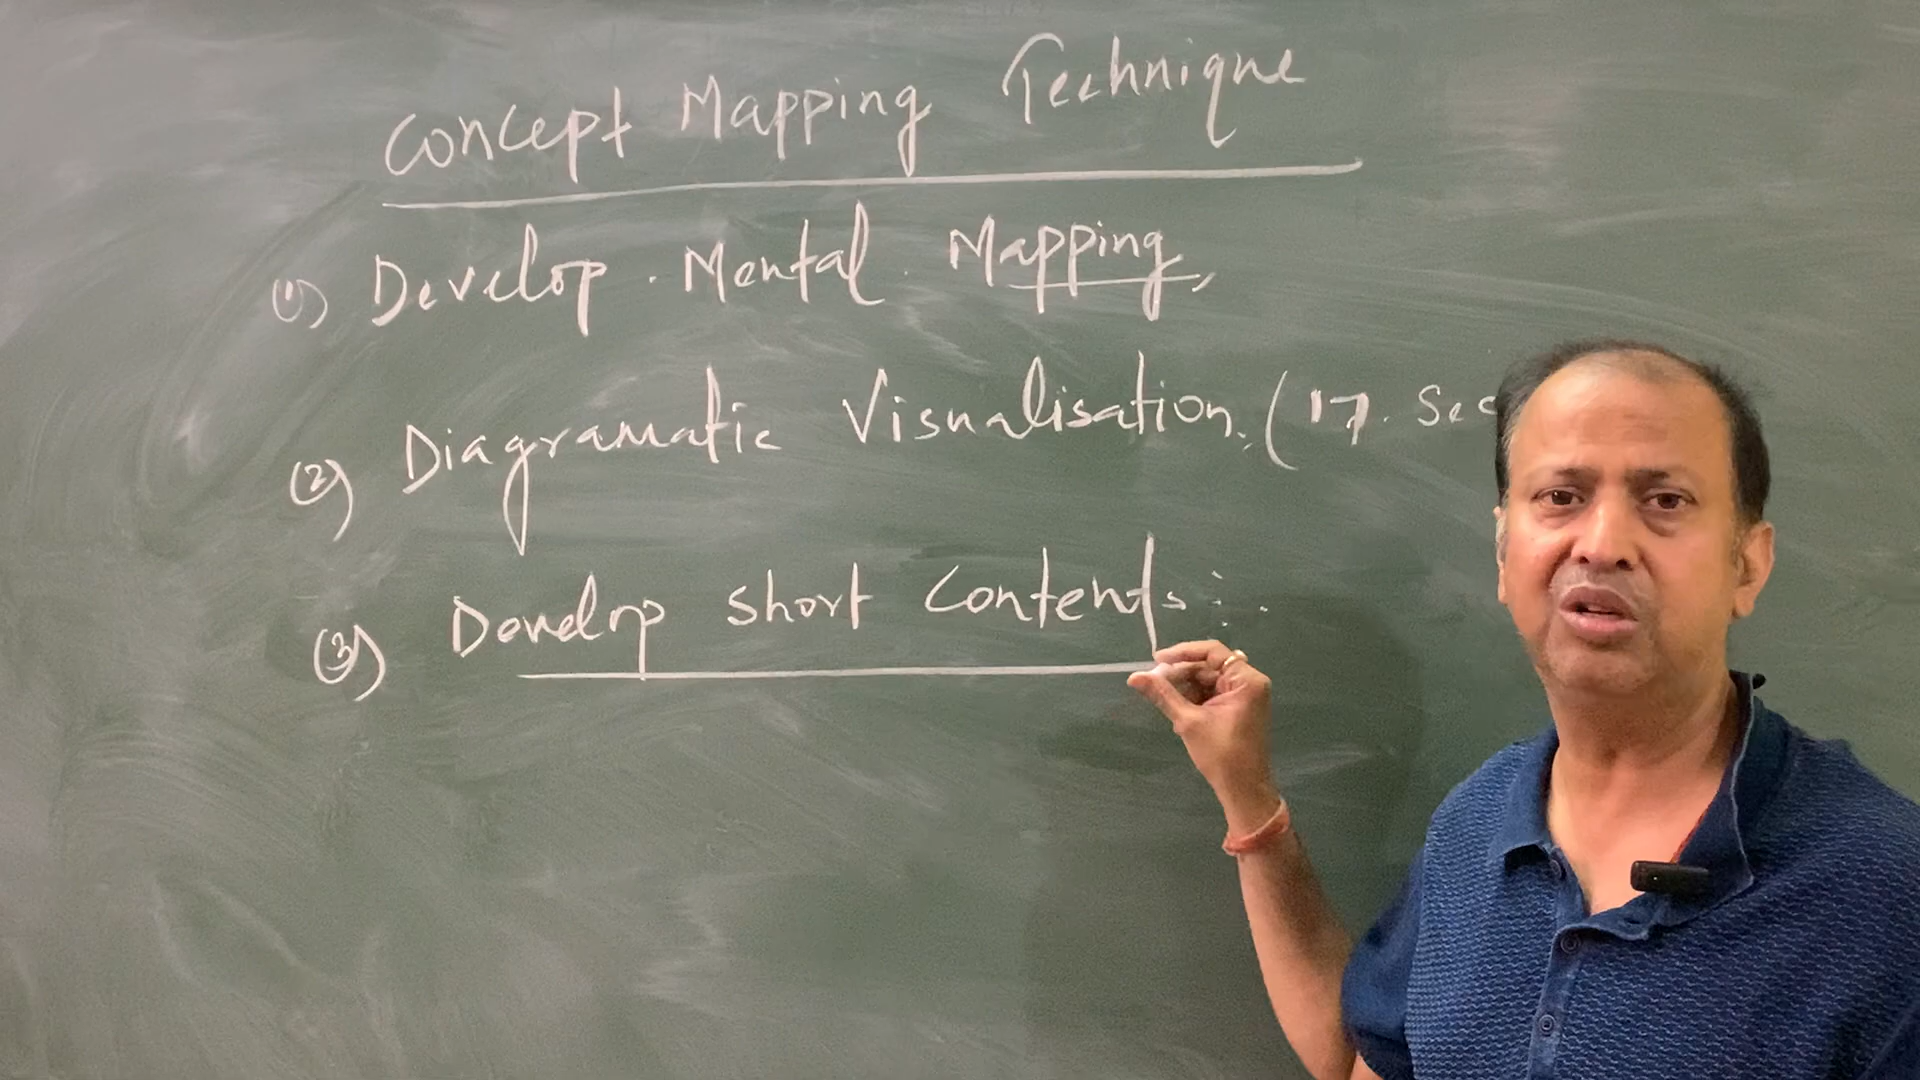 Concept Mapping Technique
(1) Develop Mental Mapping,
(2) Diagramatic Visualisation. (17. Sec
(3) Develop Short Contents